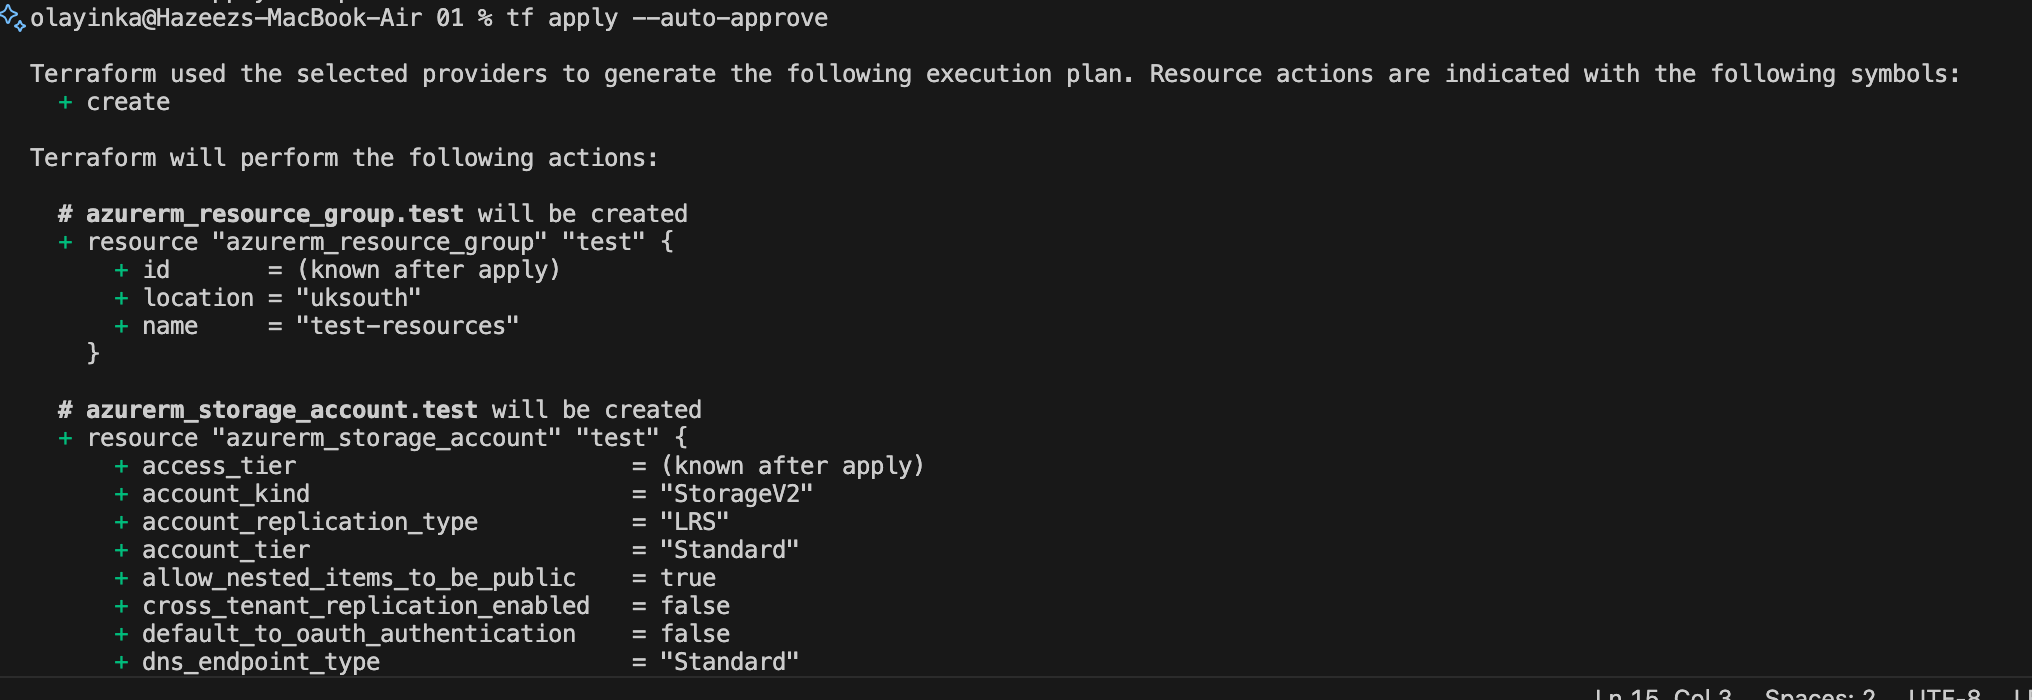 olayinka@Hazeezs-MacBook-Air 01 % tf apply --auto-approve
Terraform used the selected providers to generate the following execution plan. Resource actions are indicated with the following symbols:
+ create
Terraform will perform the following actions:
# azurerm_resource_group.test will be created
+ resource "azurerm_resource_group" "test" {
+ id = (known after apply)
+ location = "uksouth"
+ name = "test-resources"
}
# azurerm_storage_account.test will be created
+ resource "azurerm_storage_account" "test" {
+ access_tier = (known after apply)
+ account_kind = "StorageV2"
+ account_replication_type = "LRS"
+ account_tier = "Standard"
+ allow_nested_items_to_be_public = true
+ cross_tenant_replication_enabled = false
+ default_to_oauth_authentication = false
+ dns_endpoint_type = "Standard"
Ln 15, Col 3 Spaces: 2 UTF-8